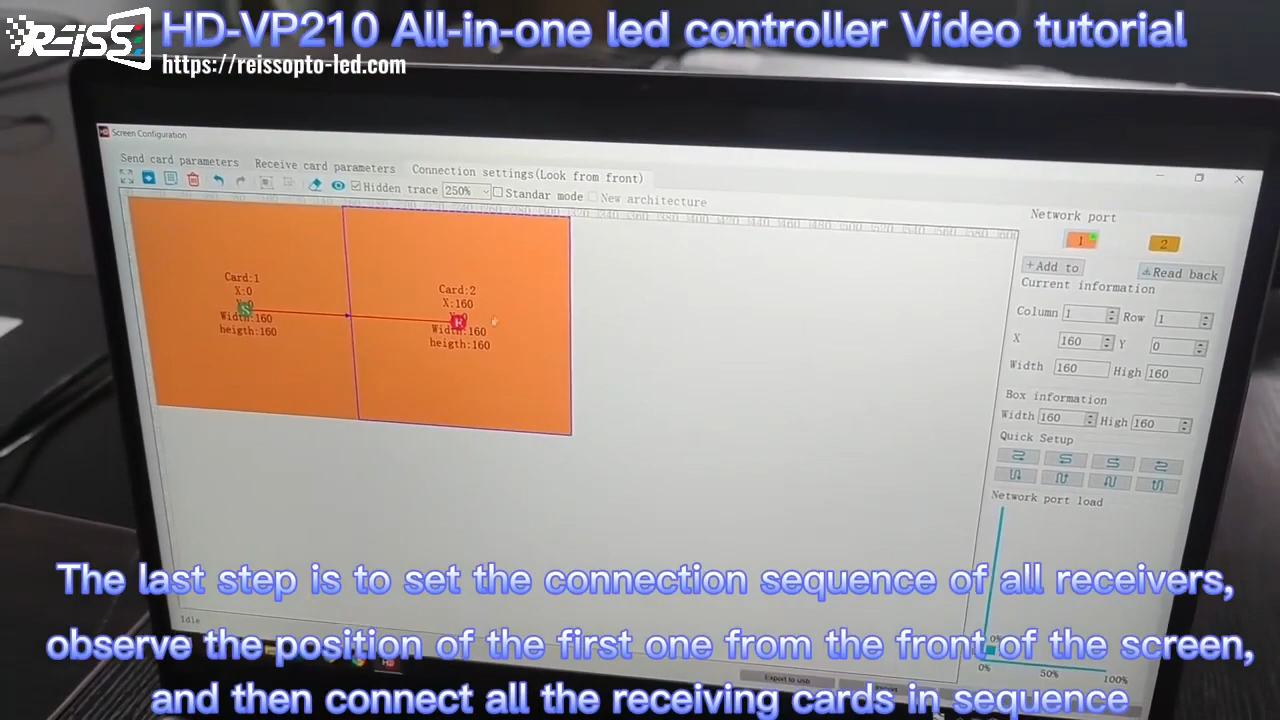 REISS
HD-VP210 All-in-one led controller Video tutorial
https://reissopto-led.com
HD Screen Configuration
Send card parameters Receive card parameters Connection settings(Look from front)
Hidden trace 250% Standar mode New architecture
Network port
1 2
+Add to Read back
Current information
Column 1 Row 1
X 160 Y 0
Width 160 High 160
Box information
Width 160 High 160
Quick Setup
Network port load
Card:1
X:0
Y:0
S
Width:160
heigth:160
Card:2
X:160
Y:0
R
Width:160
heigth:160
0%
0% 50% 100%
Idle
Export to usb
The last step is to set the connection sequence of all receivers,
observe the position of the first one from the front of the screen,
and then connect all the receiving cards in sequence